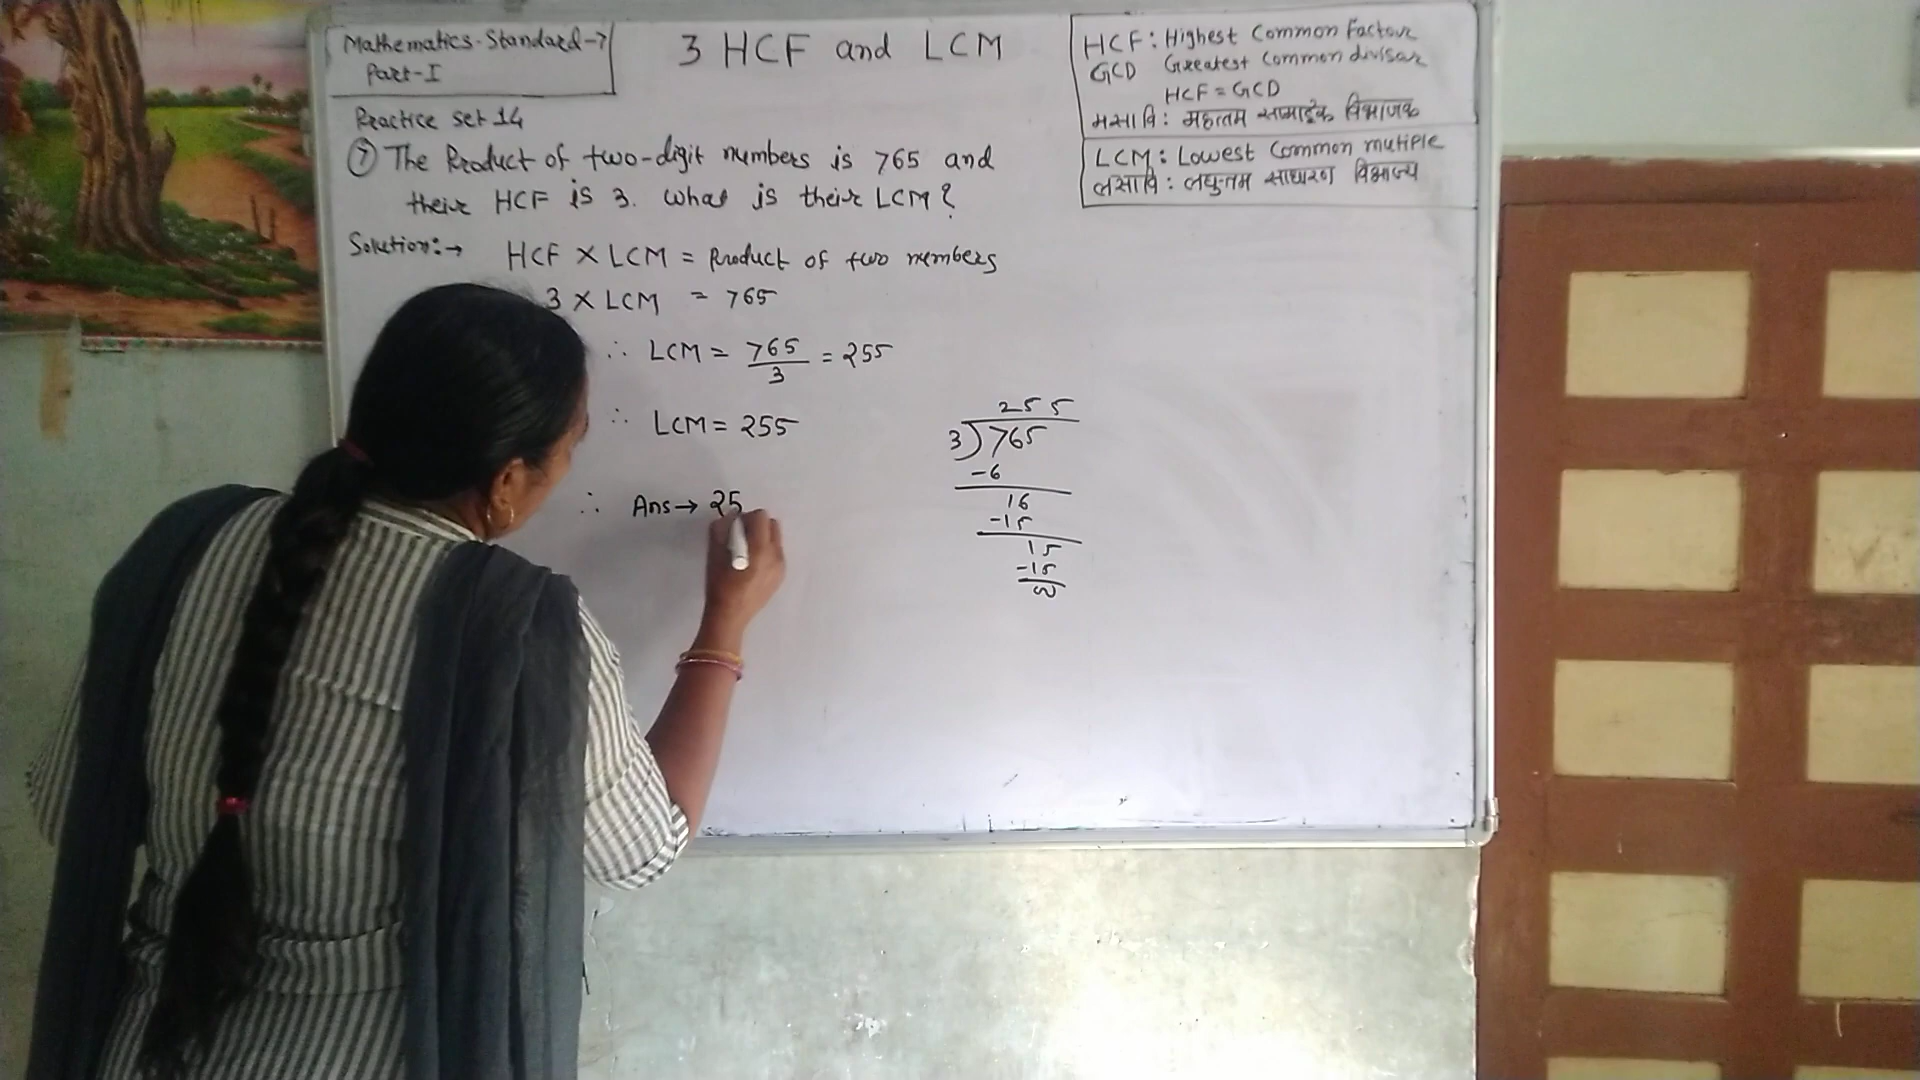 Mathematics-Standard-7
Part-I
3 HCF and LCM
HCF: Highest Common Factor
GCD Greatest Common divisar
HCF = GCD
मसावि: महत्तम सामाईक विभाजक
LCM: Lowest Common mutiple
लसावि: लघुत्तम साधारण विभाज्य
Practice set 14
⑦ The Product of two-digit numbers is 765 and
their HCF is 3. What is their LCM?
Solution:→ HCF × LCM = Product of two numbers
3 × LCM = 765
∴ LCM = 765/3 = 255
∴ LCM = 255
∴ Ans → 25
255
3)765
-6
16
-15
15
-15